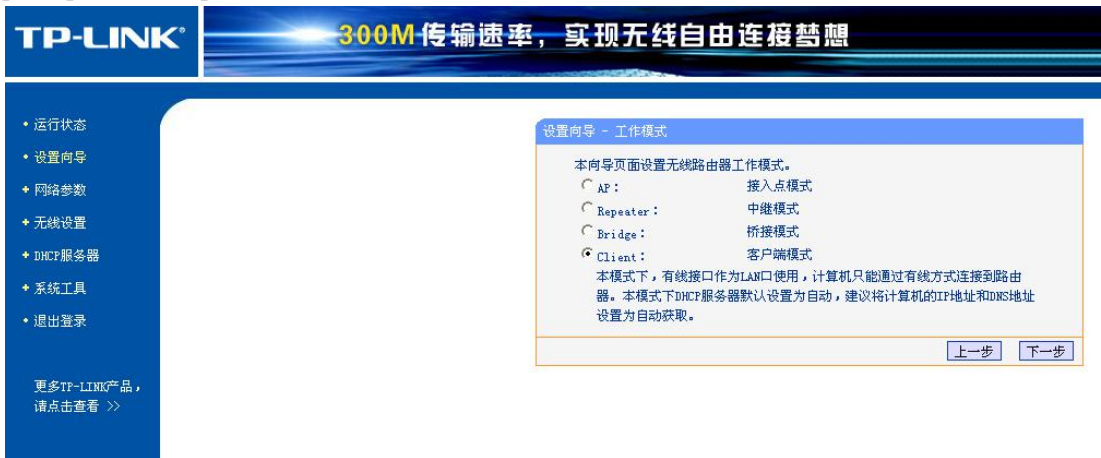 TP-LINK®
300M 传输速率，实现无线自由连接梦想
• 运行状态
• 设置向导
+ 网络参数
+ 无线设置
+ DHCP服务器
+ 系统工具
• 退出登录
更多TP-LINK产品，
请点击查看 >>
设置向导 - 工作模式
本向导页面设置无线路由器工作模式。
AP： 接入点模式
Repeater： 中继模式
Bridge： 桥接模式
Client： 客户端模式
本模式下，有线接口作为LAN口使用，计算机只能通过有线方式连接到路由
器。本模式下DHCP服务器默认设置为自动，建议将计算机的IP地址和DNS地址
设置为自动获取。
上一步 下一步